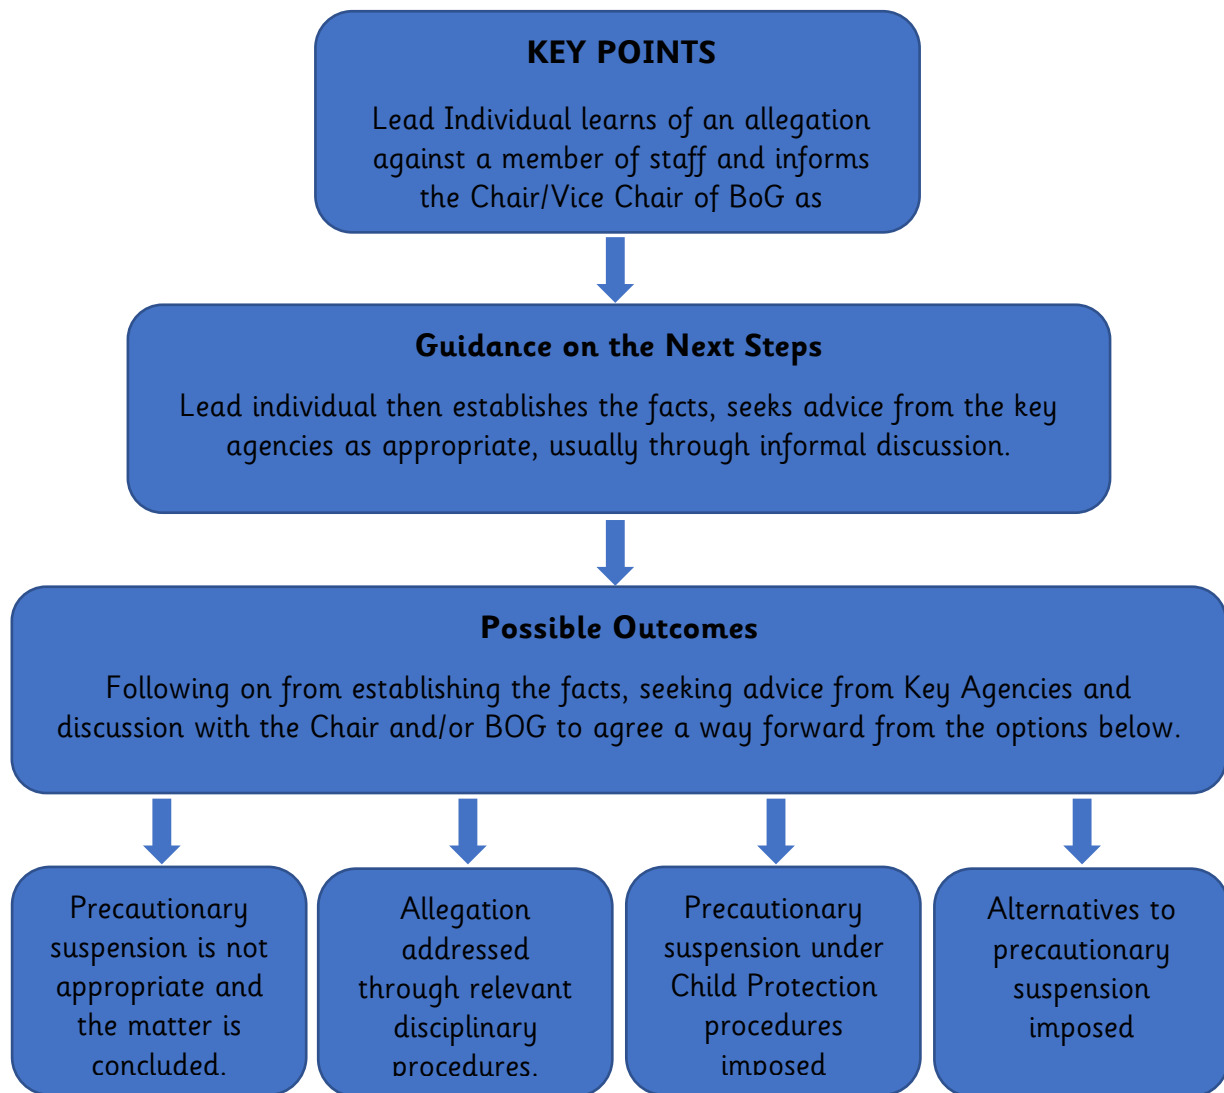 KEY POINTS
Lead Individual learns of an allegation
against a member of staff and informs
the Chair/Vice Chair of BoG as
Guidance on the Next Steps
Lead individual then establishes the facts, seeks advice from the key
agencies as appropriate, usually through informal discussion.
Possible Outcomes
Following on from establishing the facts, seeking advice from Key Agencies and
discussion with the Chair and/or BOG to agree a way forward from the options below.
Precautionary
suspension is not
appropriate and
the matter is
concluded.
Allegation
addressed
through relevant
disciplinary
procedures.
Precautionary
suspension under
Child Protection
procedures
imposed
Alternatives to
precautionary
suspension
imposed